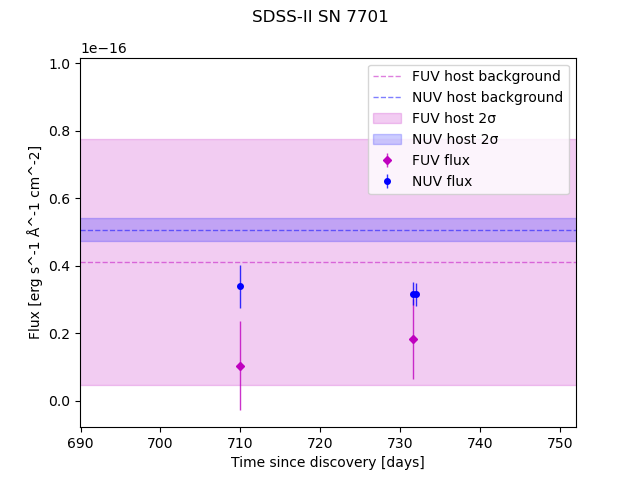 SDSS-II SN 7701
1e−16
FUV host background
NUV host background
FUV host 2σ
NUV host 2σ
FUV flux
NUV flux
1.0
0.8
0.6
0.4
0.2
0.0
Flux [erg s^-1 Å^-1 cm^-2]
690 700 710 720 730 740 750
Time since discovery [days]